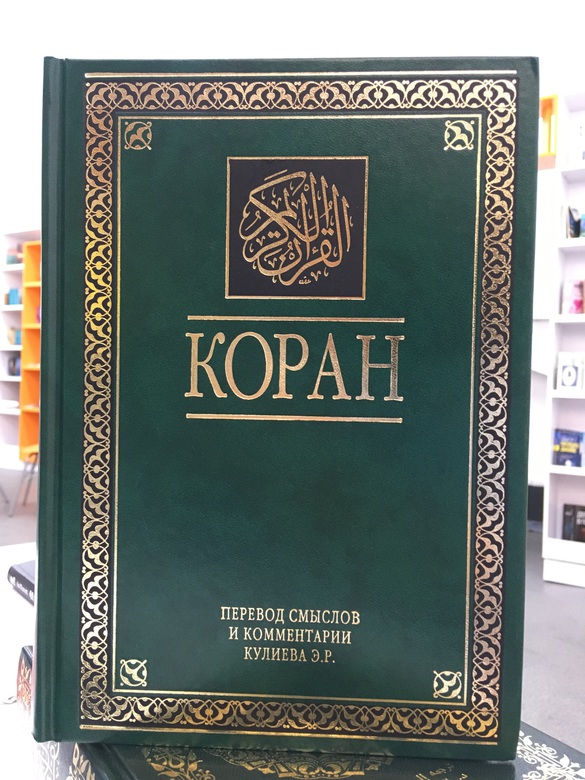 القرآن الكريم
КОРАН
ПЕРЕВОД СМЫСЛОВ
И КОММЕНТАРИИ
КУЛИЕВА Э.Р.